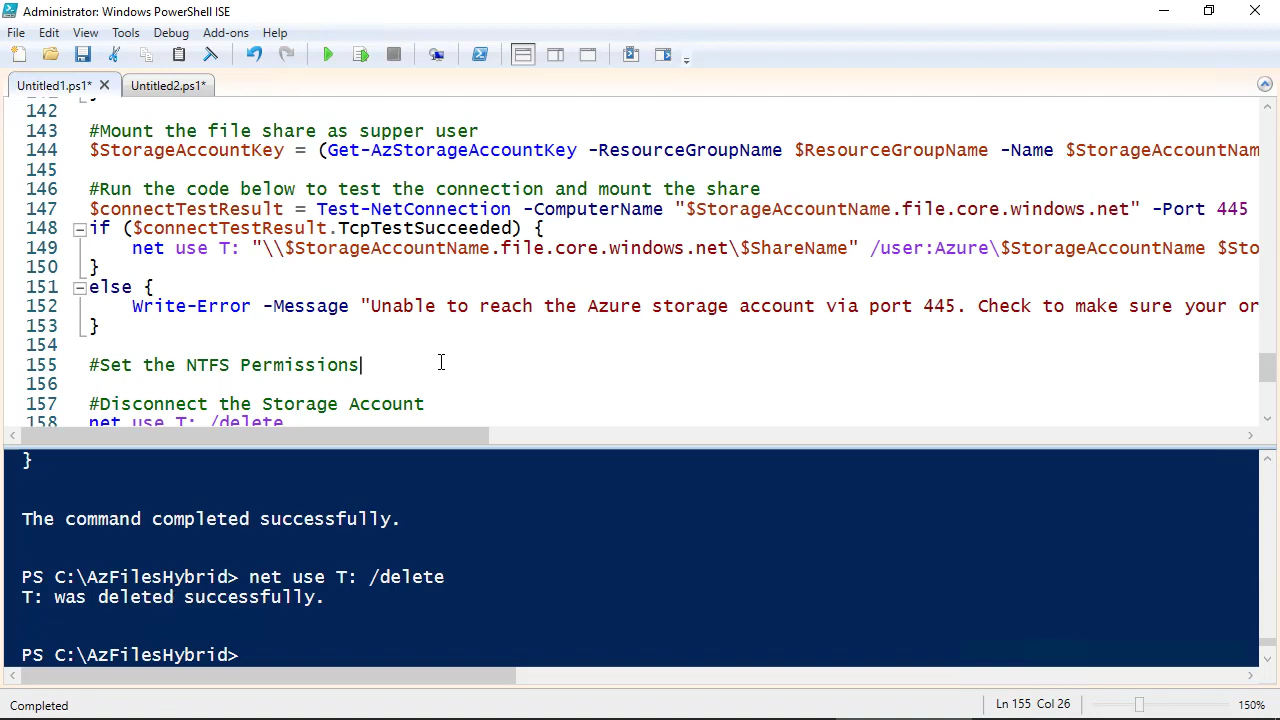 Administrator: Windows PowerShell ISE
File Edit View Tools Debug Add-ons Help
Untitled1.ps1* Untitled2.ps1*
142
143 #Mount the file share as supper user
144 $StorageAccountKey = (Get-AzStorageAccountKey -ResourceGroupName $ResourceGroupName -Name $StorageAccountNam
145
146 #Run the code below to test the connection and mount the share
147 $connectTestResult = Test-NetConnection -ComputerName "$StorageAccountName.file.core.windows.net" -Port 445
148 if ($connectTestResult.TcpTestSucceeded) {
149 net use T: "\\$StorageAccountName.file.core.windows.net\$ShareName" /user:Azure\$StorageAccountName $Sto
150 }
151 else {
152 Write-Error -Message "Unable to reach the Azure storage account via port 445. Check to make sure your or
153 }
154
155 #Set the NTFS Permissions
156
157 #Disconnect the Storage Account
158 net use T: /delete
}
The command completed successfully.
PS C:\AzFilesHybrid> net use T: /delete
T: was deleted successfully.
PS C:\AzFilesHybrid>
Completed Ln 155 Col 26 150%